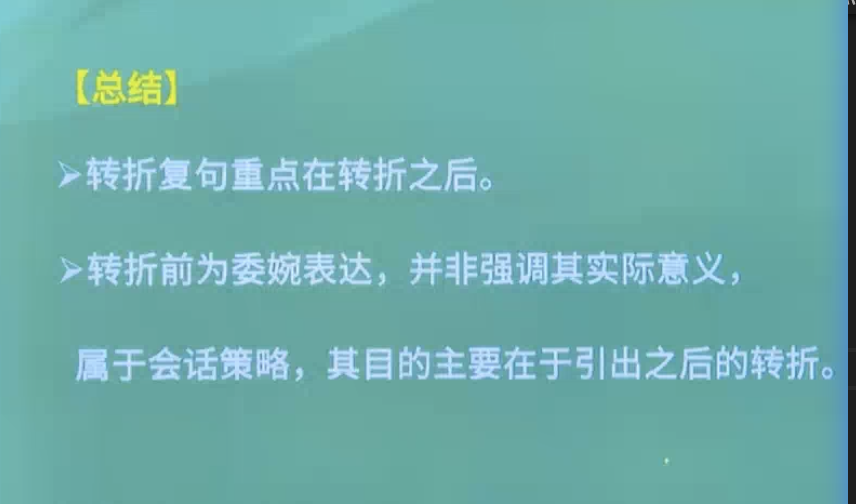 【总结】
➢转折复句重点在转折之后。
➢转折前为委婉表达，并非强调其实际意义，
属于会话策略，其目的主要在于引出之后的转折。